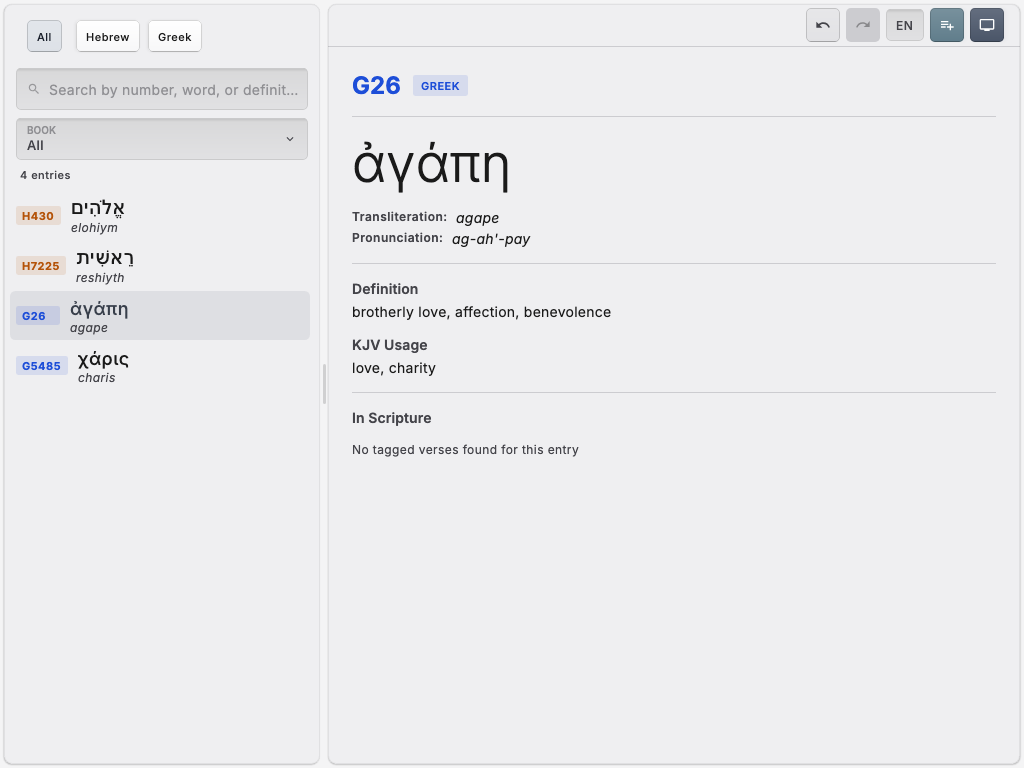 All
Hebrew
Greek
Search by number, word, or definit...
BOOK
All
4 entries
H430
אֱלֹהִים
elohiym
H7225
רֵאשִׁית
reshiyth
G26
ἀγάπη
agape
G5485
χάρις
charis
EN
G26 GREEK
ἀγάπη
Transliteration: agape
Pronunciation: ag-ah'-pay
Definition
brotherly love, affection, benevolence
KJV Usage
love, charity
In Scripture
No tagged verses found for this entry